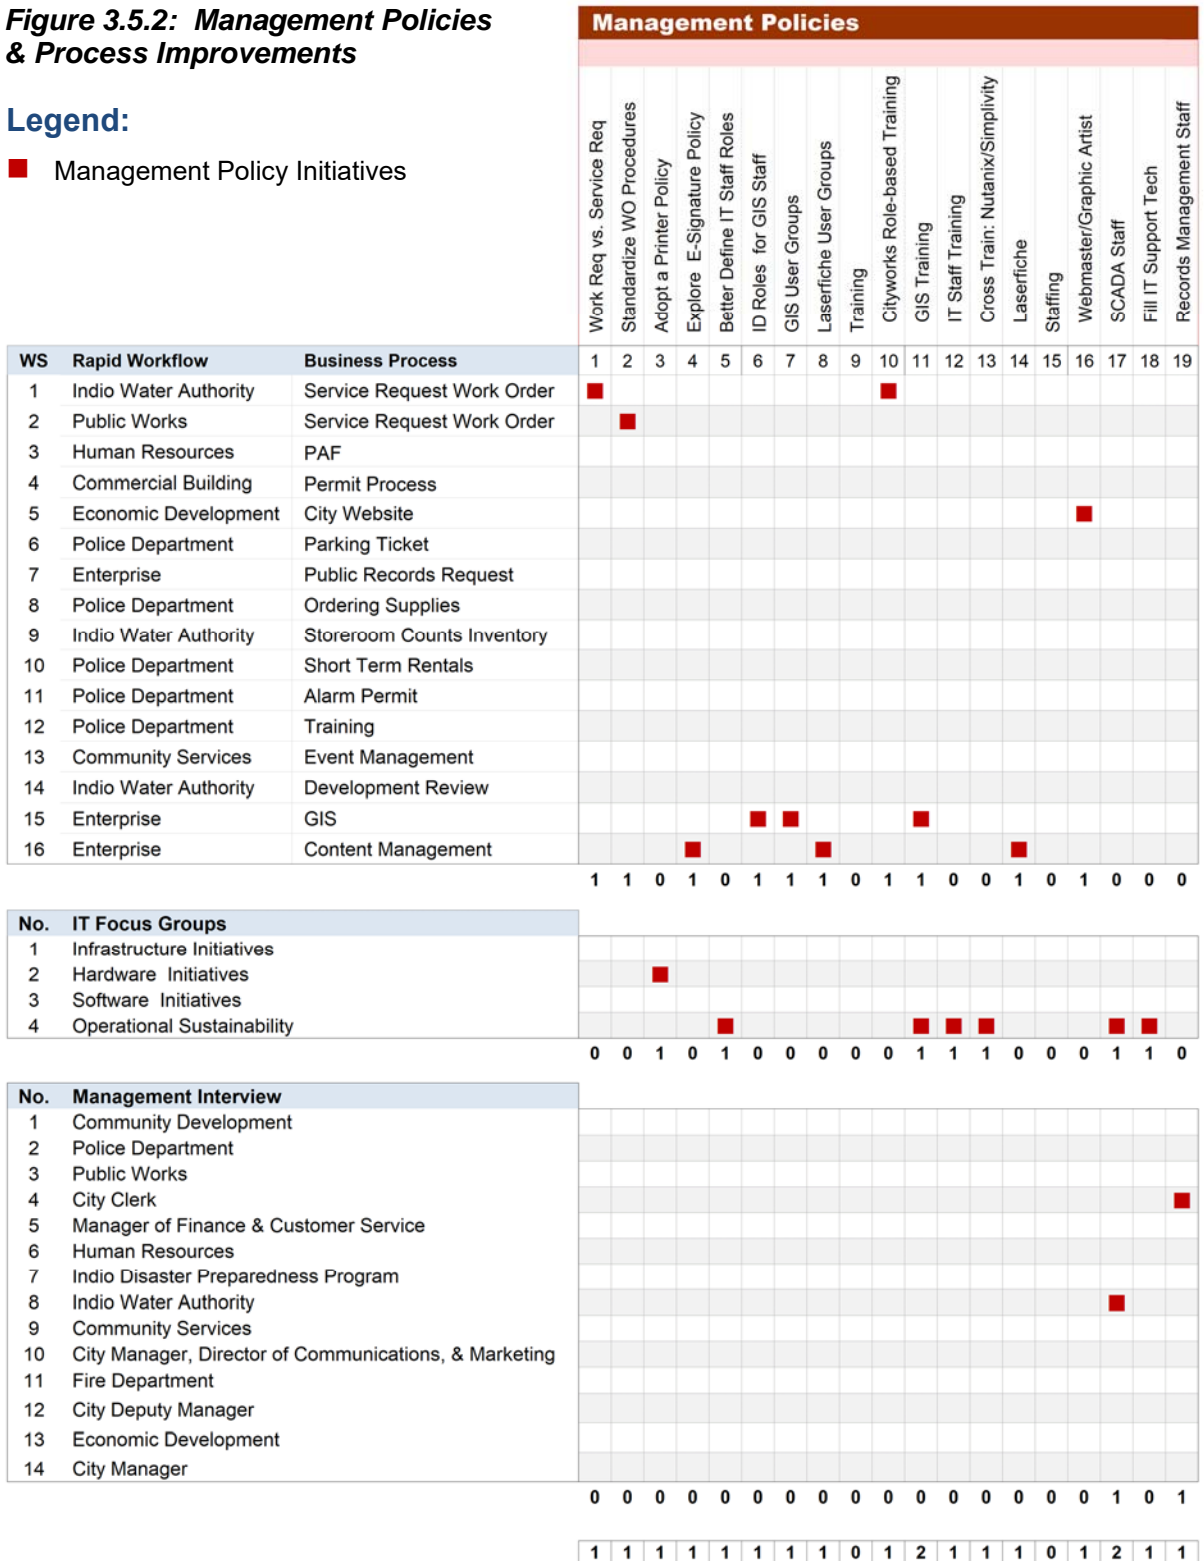 Figure 3.5.2: Management Policies
& Process Improvements
Legend:
Management Policy Initiatives
Management Policies
Work Req vs. Service Req
Standardize WO Procedures
Adopt a Printer Policy
Explore E-Signature Policy
Better Define IT Staff Roles
ID Roles for GIS Staff
GIS User Groups
Laserfiche User Groups
Training
Cityworks Role-based Training
GIS Training
IT Staff Training
Cross Train: Nutanix/Simplivity
Laserfiche
Staffing
Webmaster/Graphic Artist
SCADA Staff
Fill IT Support Tech
Records Management Staff
WS Rapid Workflow Business Process 1 2 3 4 5 6 7 8 9 10 11 12 13 14 15 16 17 18 19
1 Indio Water Authority Service Request Work Order
2 Public Works Service Request Work Order
3 Human Resources PAF
4 Commercial Building Permit Process
5 Economic Development City Website
6 Police Department Parking Ticket
7 Enterprise Public Records Request
8 Police Department Ordering Supplies
9 Indio Water Authority Storeroom Counts Inventory
10 Police Department Short Term Rentals
11 Police Department Alarm Permit
12 Police Department Training
13 Community Services Event Management
14 Indio Water Authority Development Review
15 Enterprise GIS
16 Enterprise Content Management
1 1 0 1 0 1 1 1 0 1 1 0 0 1 0 1 0 0 0
No. IT Focus Groups
1 Infrastructure Initiatives
2 Hardware Initiatives
3 Software Initiatives
4 Operational Sustainability
0 0 1 0 1 0 0 0 0 0 1 1 1 0 0 0 1 1 0
No. Management Interview
1 Community Development
2 Police Department
3 Public Works
4 City Clerk
5 Manager of Finance & Customer Service
6 Human Resources
7 Indio Disaster Preparedness Program
8 Indio Water Authority
9 Community Services
10 City Manager, Director of Communications, & Marketing
11 Fire Department
12 City Deputy Manager
13 Economic Development
14 City Manager
0 0 0 0 0 0 0 0 0 0 0 0 0 0 0 0 1 0 1
1 1 1 1 1 1 1 1 0 1 2 1 1 1 0 1 2 1 1